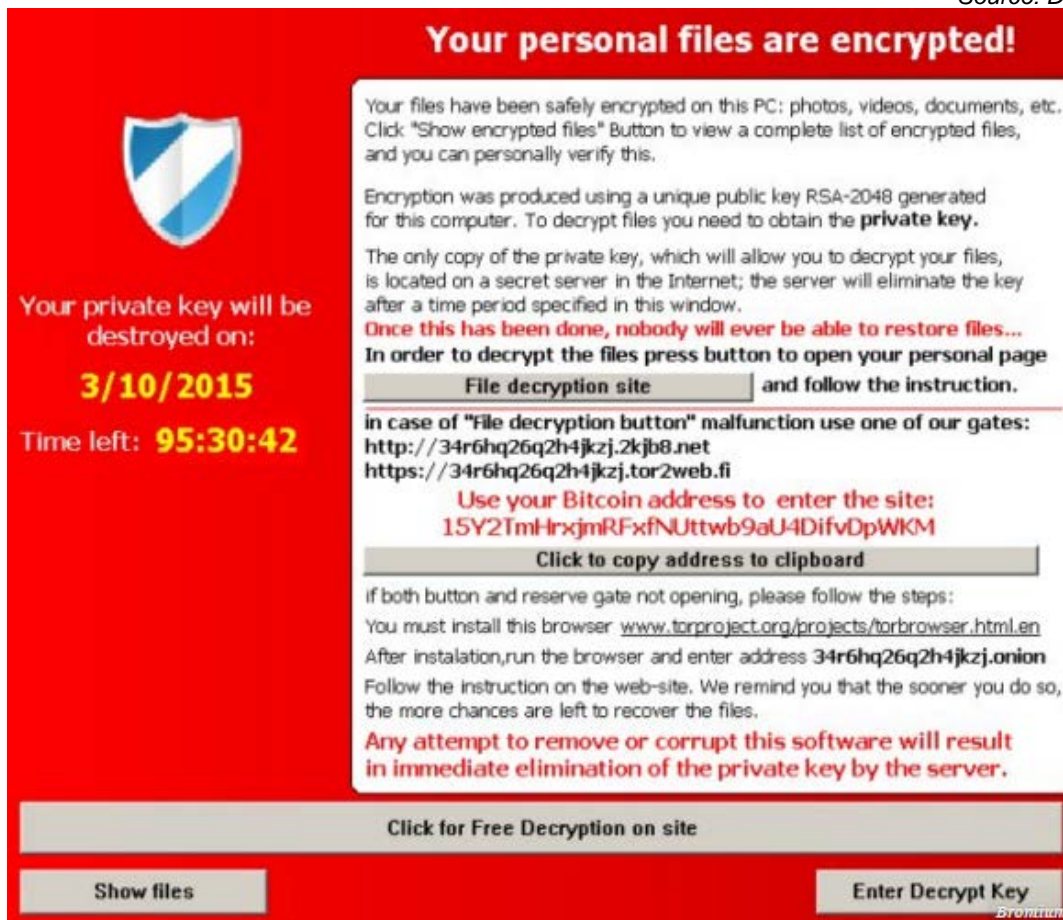 Source: D
Your personal files are encrypted!
Your files have been safely encrypted on this PC: photos, videos, documents, etc.
Click "Show encrypted files" Button to view a complete list of encrypted files,
and you can personally verify this.
Encryption was produced using a unique public key RSA-2048 generated
for this computer. To decrypt files you need to obtain the private key.
The only copy of the private key, which will allow you to decrypt your files,
is located on a secret server in the Internet; the server will eliminate the key
after a time period specified in this window.
Once this has been done, nobody will ever be able to restore files...
In order to decrypt the files press button to open your personal page
File decryption site
and follow the instruction.
in case of "File decryption button" malfunction use one of our gates:
http://34r6hq26q2h4jkzj.2kjb8.net
https://34r6hq26q2h4jkzj.tor2web.fi
Use your Bitcoin address to enter the site:
15Y2TmHrxjmRFxfNUttwb9aU4DifvDpWKM
Click to copy address to clipboard
if both button and reserve gate not opening, please follow the steps:
You must install this browser www.torproject.org/projects/torbrowser.html.en
After instalation,run the browser and enter address 34r6hq26q2h4jkzj.onion
Follow the instruction on the web-site. We remind you that the sooner you do so,
the more chances are left to recover the files.
Any attempt to remove or corrupt this software will result
in immediate elimination of the private key by the server.
Your private key will be
destroyed on:
3/10/2015
Time left: 95:30:42
Click for Free Decryption on site
Show files
Enter Decrypt Key
Bromium